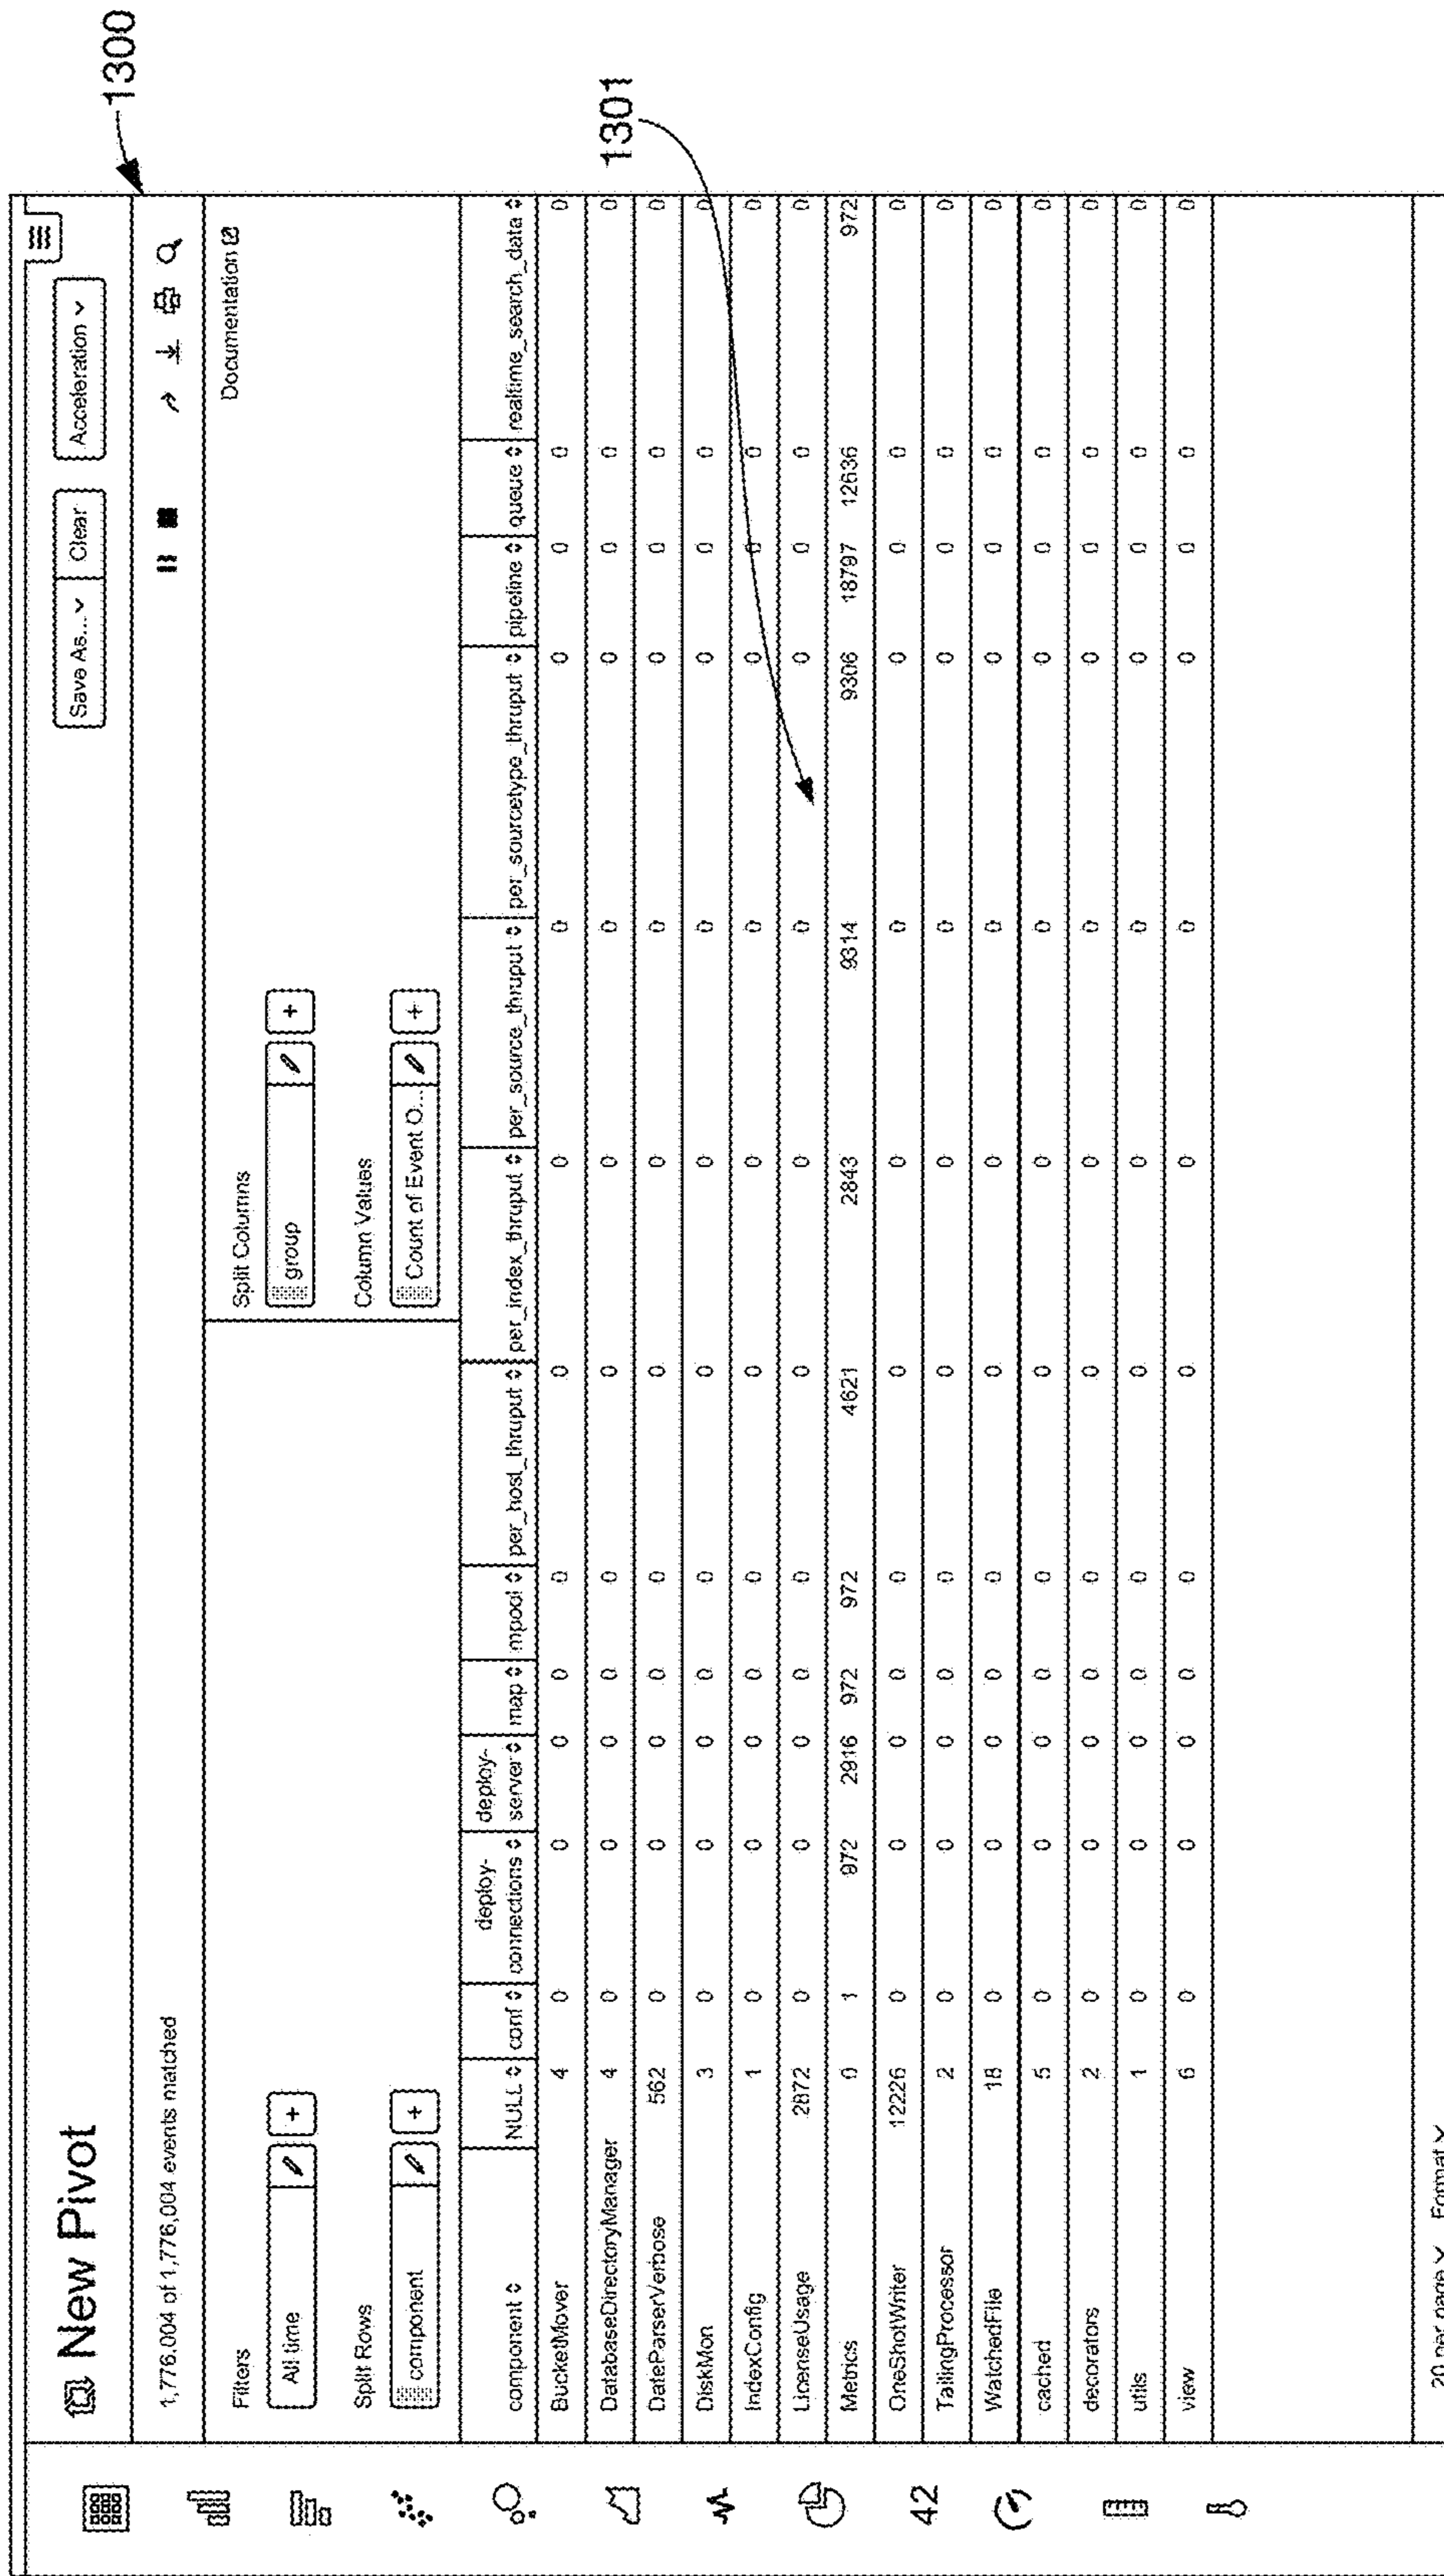 1300
New Pivot
Save As... Clear Acceleration
1,776,004 of 1,776,004 events matched
Filters Split Columns Documentation
All time + group +
Split Rows Column Values
component + Count of Event O... +
component NULL conf deploy-connections deploy-server map mpool per_host_thruput per_index_thruput per_source_thruput per_sourcetype_thruput pipeline queue realtime_search_data
BucketMover 4 0 0 0 0 0 0 0 0 0 0 0 0
DatabaseDirectoryManager 4 0 0 0 0 0 0 0 0 0 0 0 0
DateParserVerbose 562 0 0 0 0 0 0 0 0 0 0 0 0
1301
DiskMon 3 0 0 0 0 0 0 0 0 0 0 0 0
IndexConfig 1 0 0 0 0 0 0 0 0 0 0 0 0
LicenseUsage 2872 0 0 0 0 0 0 0 0 0 0 0 0
Metrics 0 1 972 2916 972 972 4621 2843 9314 9306 18797 12636 972
OneShotWriter 12226 0 0 0 0 0 0 0 0 0 0 0 0
TailingProcessor 2 0 0 0 0 0 0 0 0 0 0 0 0
WatchedFile 18 0 0 0 0 0 0 0 0 0 0 0 0
cached 5 0 0 0 0 0 0 0 0 0 0 0 0
decorators 2 0 0 0 0 0 0 0 0 0 0 0 0
utils 1 0 0 0 0 0 0 0 0 0 0 0 0
view 6 0 0 0 0 0 0 0 0 0 0 0 0
42
20 per page Format